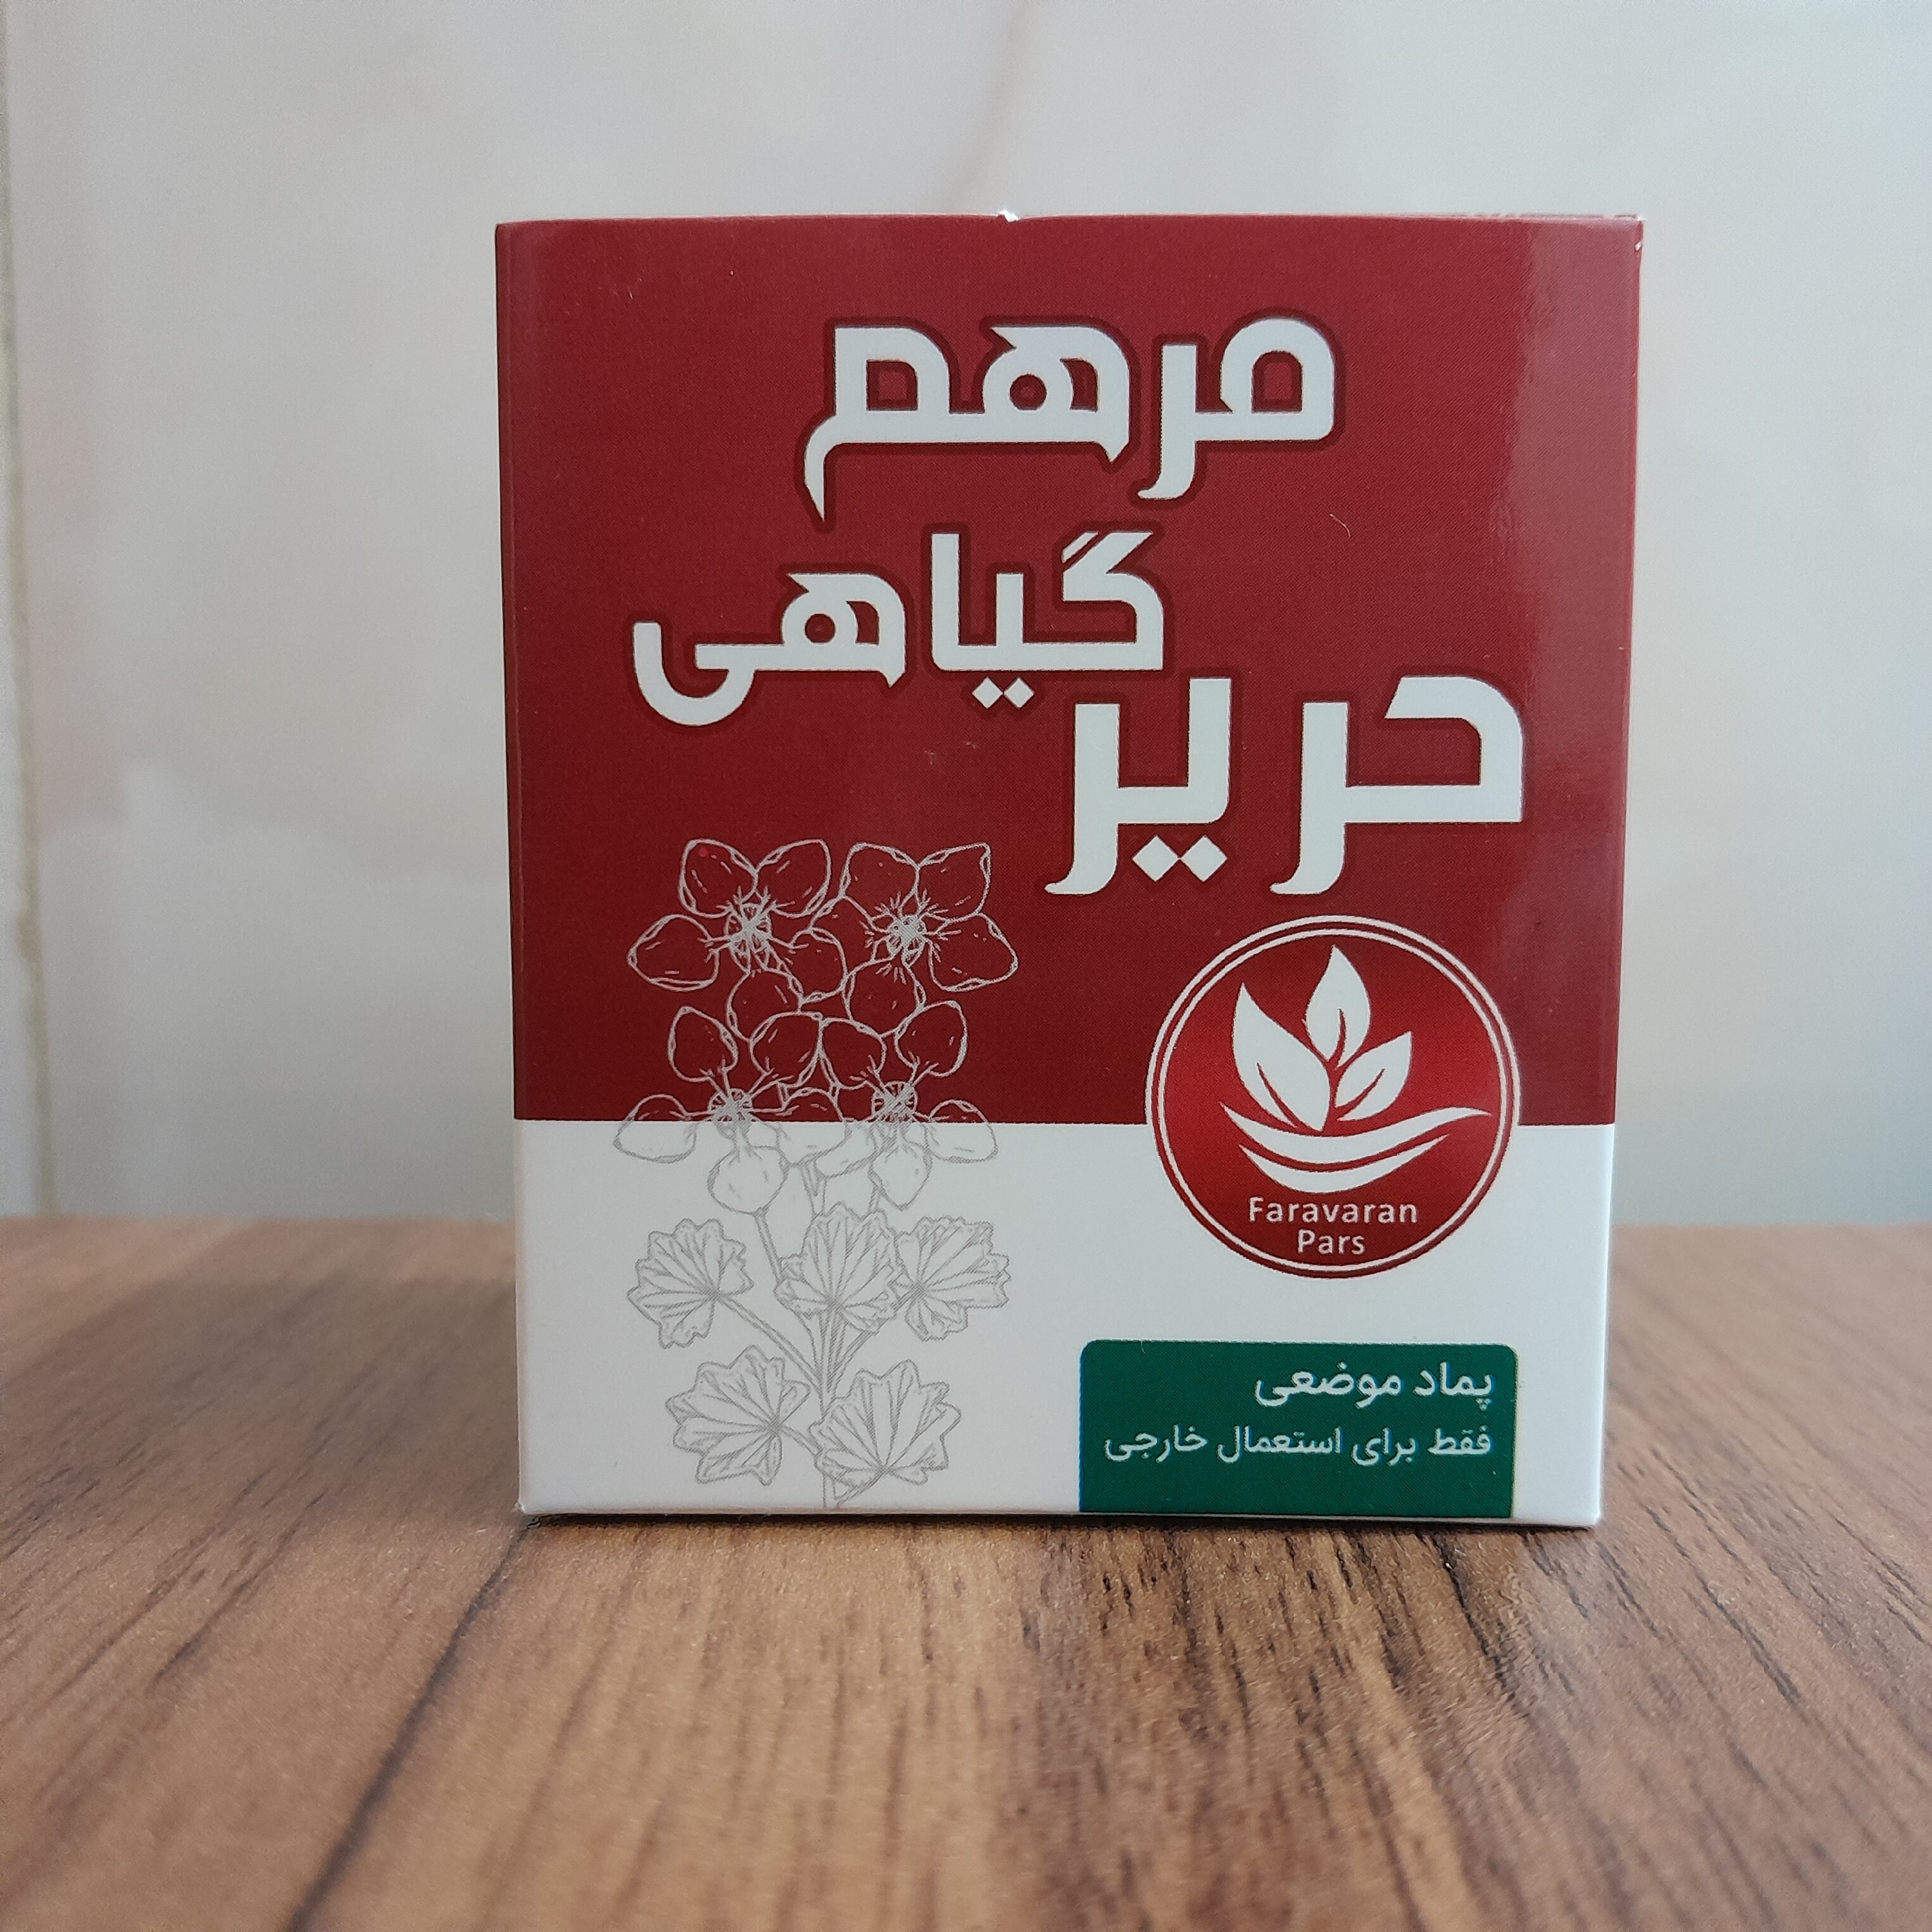 مرهم
گیاهی
حریر
Faravaran
Pars
پماد موضعی
فقط برای استعمال خارجی